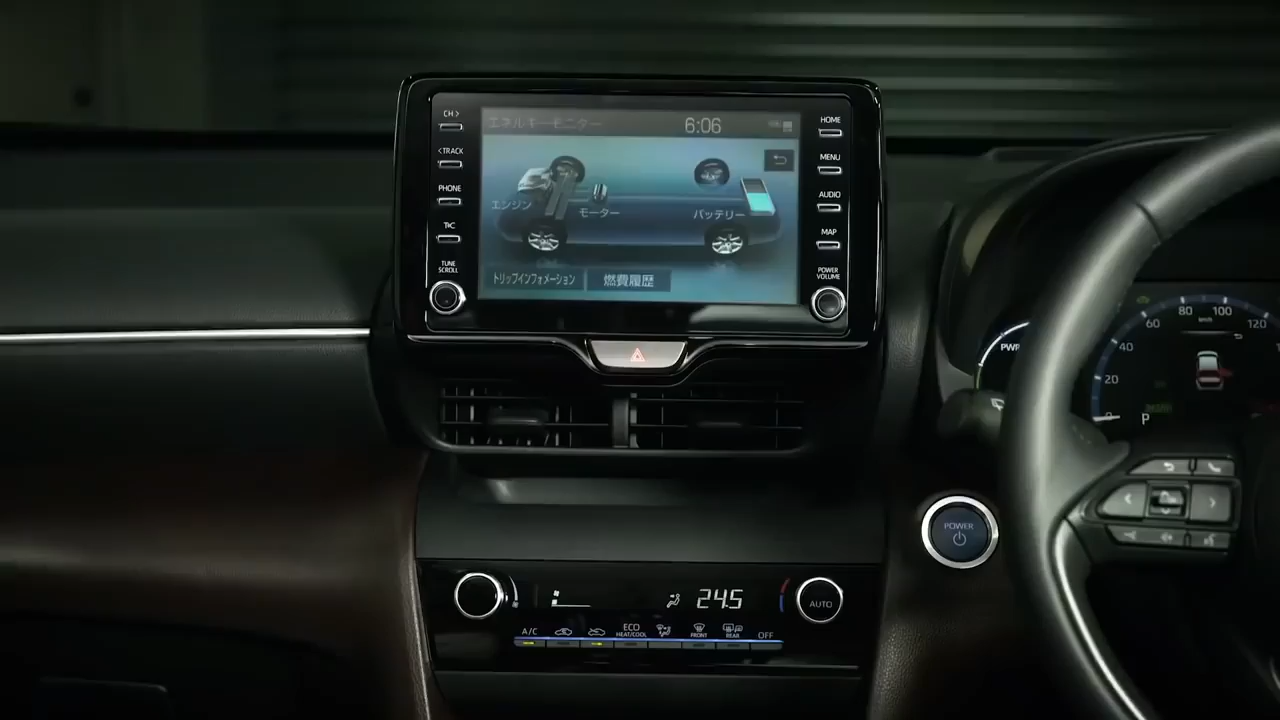 CH >
< TRACK
PHONE
T&C
TUNE
SCROLL
エネルギーモニター 6:06
エンジン
モーター
バッテリー
トリップインフォメーション 燃費履歴
HOME
MENU
AUDIO
MAP
POWER
VOLUME
PWR
0
20
40
60
80
100
120
km/h
P
POWER
24.5
AUTO
A/C
ECO
HEAT/COOL
FRONT
REAR
OFF